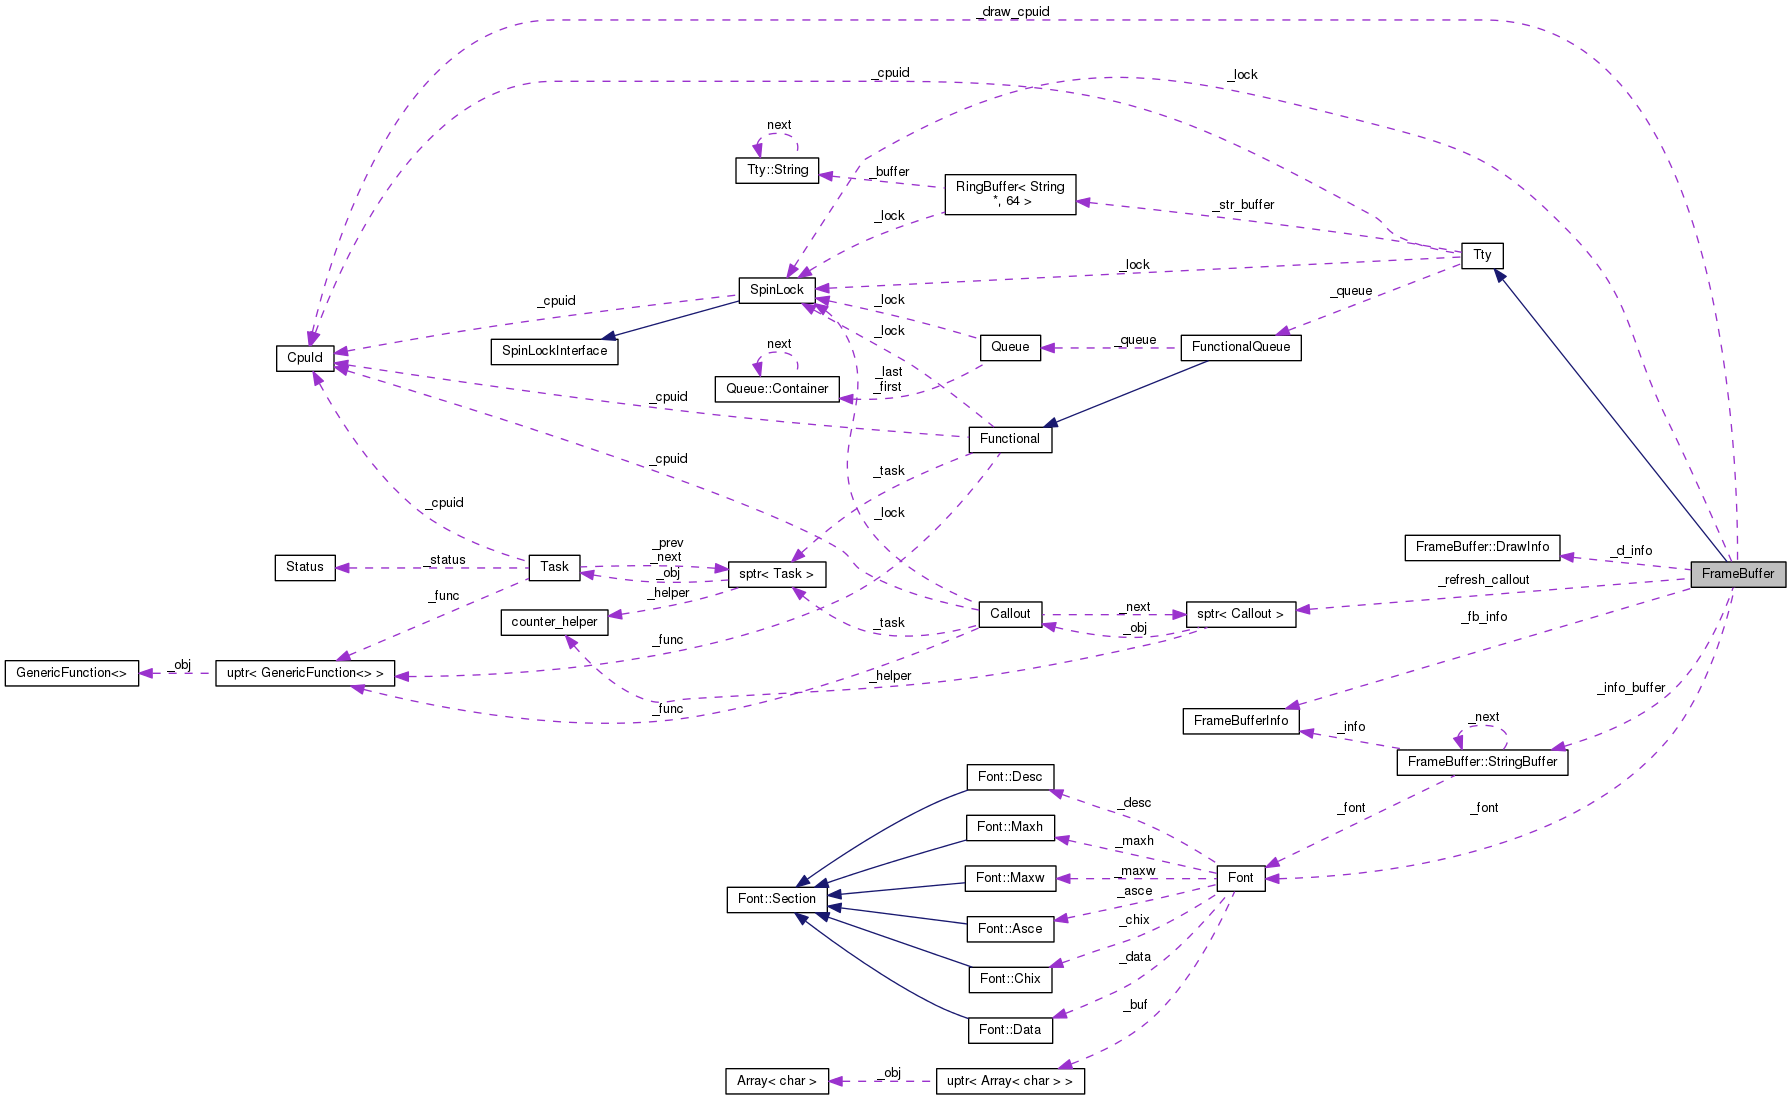 _draw_cpuid
_cpuid
_lock
next
Tty::String
_buffer
RingBuffer< String
*, 64 >
_str_buffer
_lock
Tty
_lock
SpinLock
_queue
_cpuid
_lock
_lock
_queue
SpinLockInterface
next
Queue
FunctionalQueue
CpuId
Queue::Container
_last
_first
_cpuid
Functional
_cpuid
_task
_cpuid
_lock
_prev
_next
FrameBuffer::DrawInfo
_cl_info
Status
_status
Task
_obj
sptr< Task >
FrameBuffer
_refresh_callout
_func
_helper
counter_helper
_task
Callout
_next
_obj
sptr< Callout >
_fb_info
_func
GenericFunction<>
_obj
uptr< GenericFunction<> >
_helper
_func
_info_buffer
FrameBufferInfo
_info
_next
FrameBuffer::StringBuffer
Font::Desc
_desc
_font
_font
Font::Maxh
_maxh
Font::Maxw
_maxw
Font
Font::Section
_asce
Font::Asce
_chix
_data
Font::Chix
_buf
Font::Data
Array< char >
_obj
uptr< Array< char > >